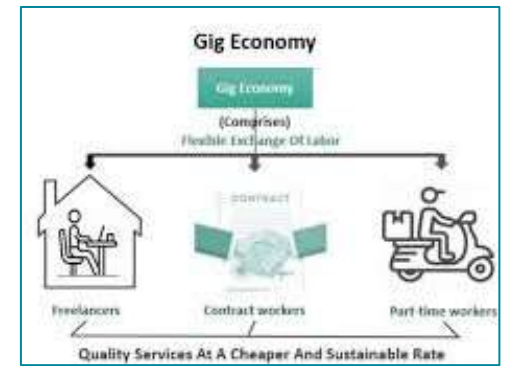 Gig Economy
Gig Economy
(Comprises)
Flexible Exchange Of Labor
CONTRACT
Freelancers
Contract workers
Part-time workers
Quality Services At A Cheaper And Sustainable Rate